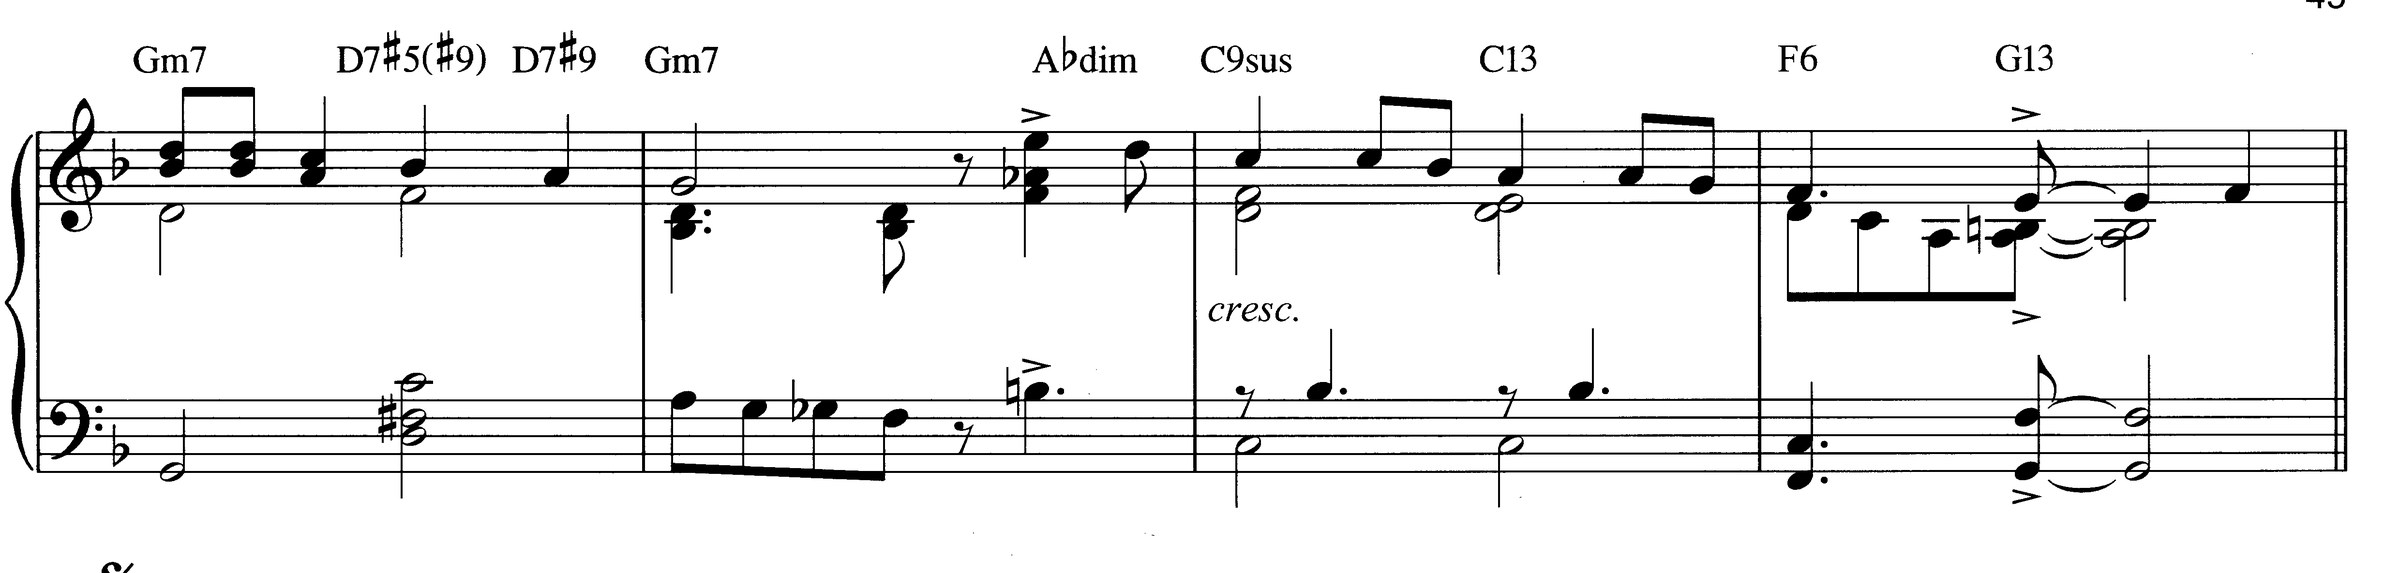 Gm7 D7♯5(♯9) D7♯9 Gm7 A♭dim C9sus C13 F6 G13
cresc.